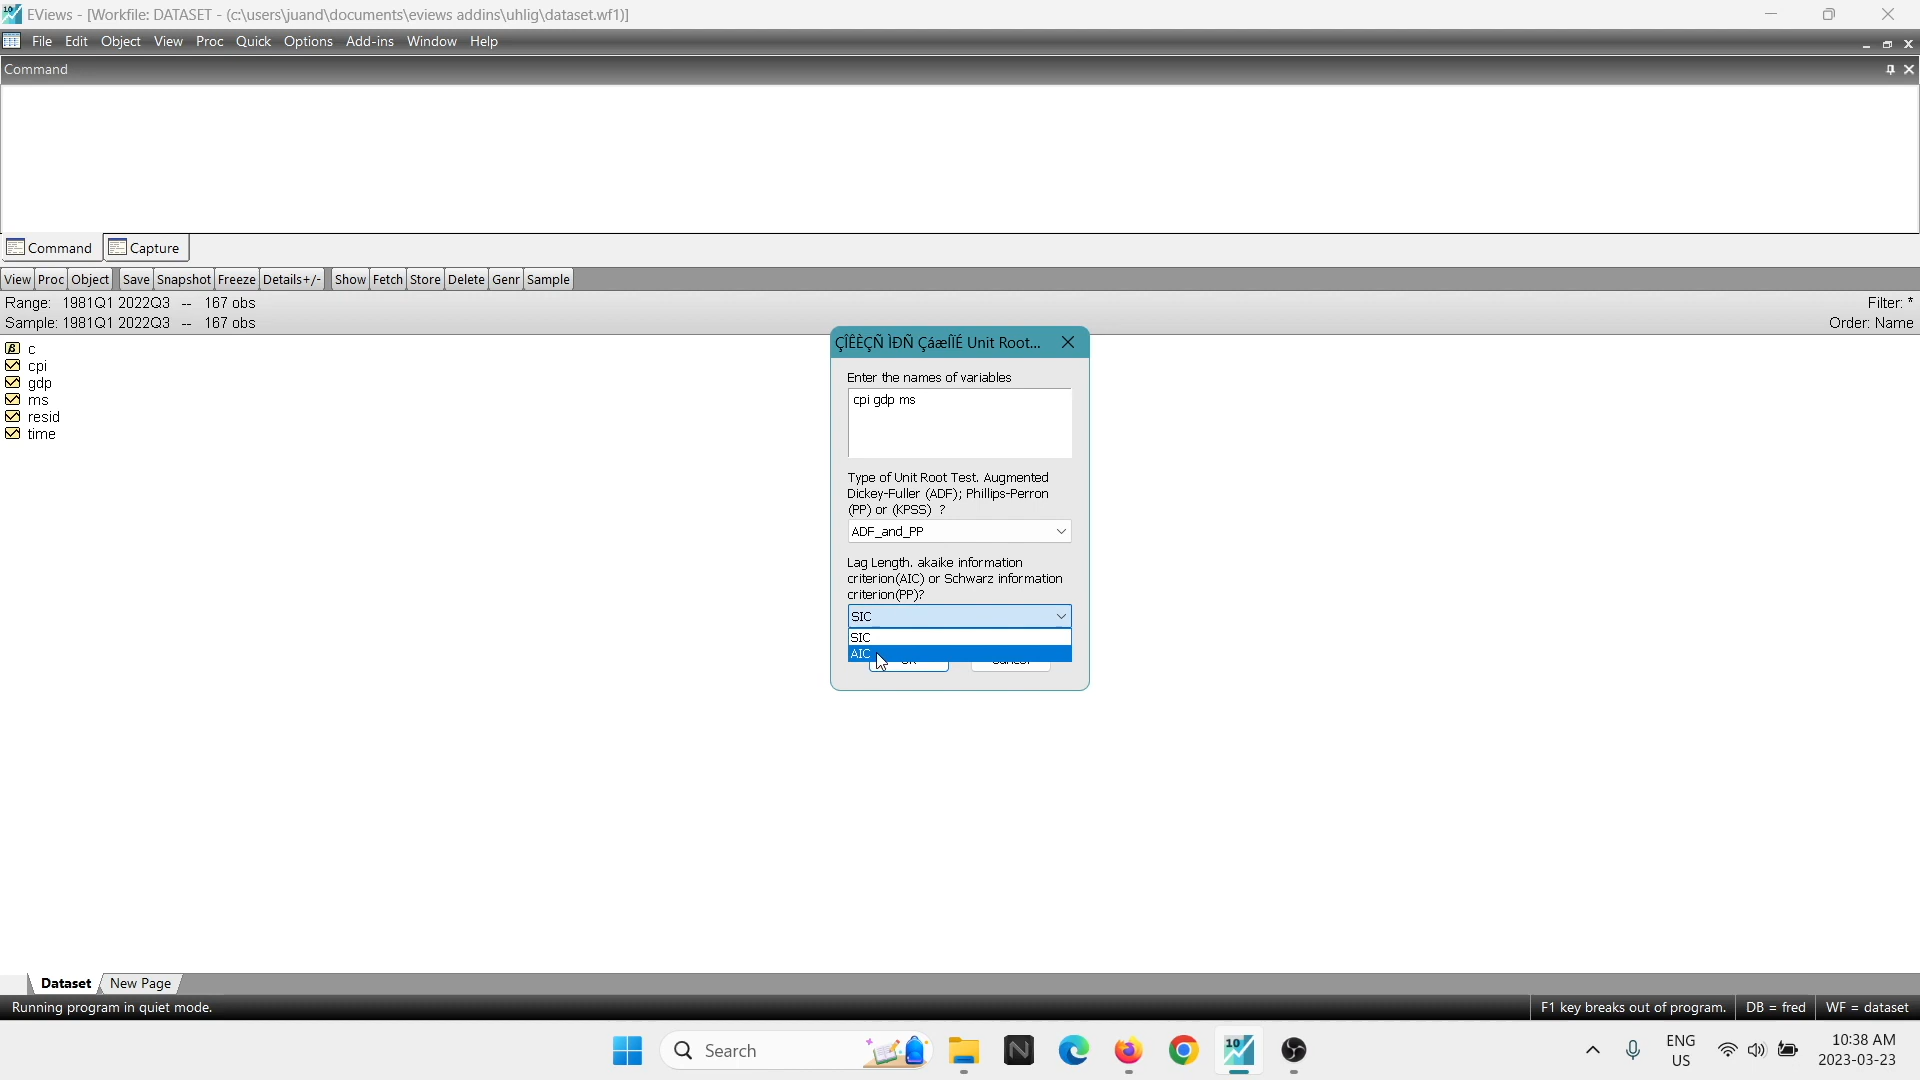 EViews - [Workfile: DATASET - (c:\users\juand\documents\eviews addins\uhlig\dataset.wf1)]
File Edit Object View Proc Quick Options Add-ins Window Help
Command
Command Capture
View Proc Object Save Snapshot Freeze Details+/- Show Fetch Store Delete Genr Sample
Range: 1981Q1 2022Q3 -- 167 obs Filter: *
Sample: 1981Q1 2022Q3 -- 167 obs Order: Name
c
cpi
gdp
ms
resid
time
ÇÎÊÈÇÑ ÌÐÑ ÇáæÍÏÉ Unit Root...
Enter the names of variables
cpi gdp ms
Type of Unit Root Test. Augmented
Dickey-Fuller (ADF); Phillips-Perron
(PP) or (KPSS) ?
ADF_and_PP
Lag Length. akaike information
criterion(AIC) or Schwarz information
criterion(PP)?
SIC
SIC
AIC
Dataset New Page
Running program in quiet mode. F1 key breaks out of program. DB = fred WF = dataset
Search
ENG
US
10:38 AM
2023-03-23